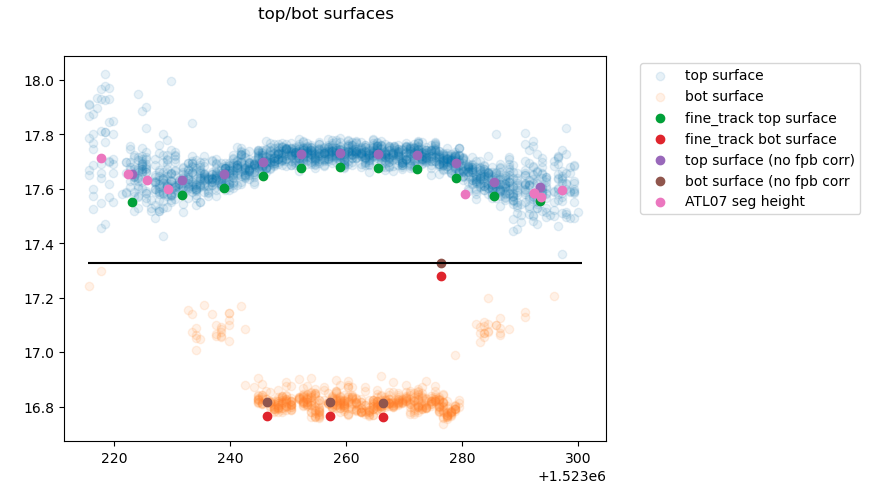 top/bot surfaces
18.0
17.8
17.6
17.4
17.2
17.0
16.8
220
240
260
280
300
+1.523e6
top surface
bot surface
fine_track top surface
fine_track bot surface
top surface (no fpb corr)
bot surface (no fpb corr
ATL07 seg height